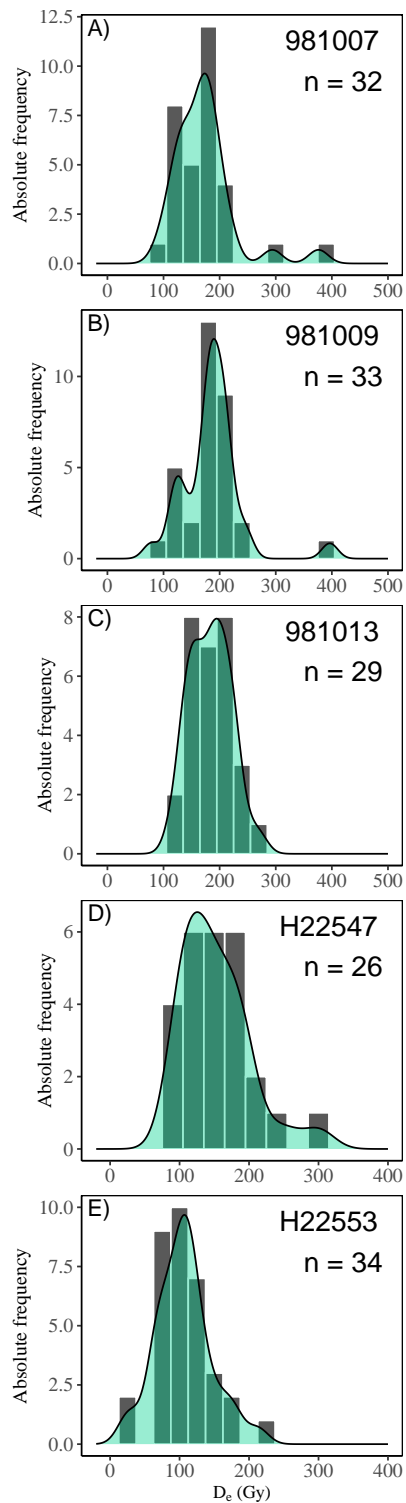 A)
981007
n = 32
Absolute frequency
12.5
10.0
7.5
5.0
2.5
0.0
0 100 200 300 400 500
B)
981009
n = 33
Absolute frequency
10
5
0
0 100 200 300 400 500
C)
981013
n = 29
Absolute frequency
8
6
4
2
0
0 100 200 300 400 500
D)
H22547
n = 26
Absolute frequency
6
4
2
0
0 100 200 300 400
E)
H22553
n = 34
Absolute frequency
10.0
7.5
5.0
2.5
0.0
0 100 200 300 400
Dₑ (Gy)